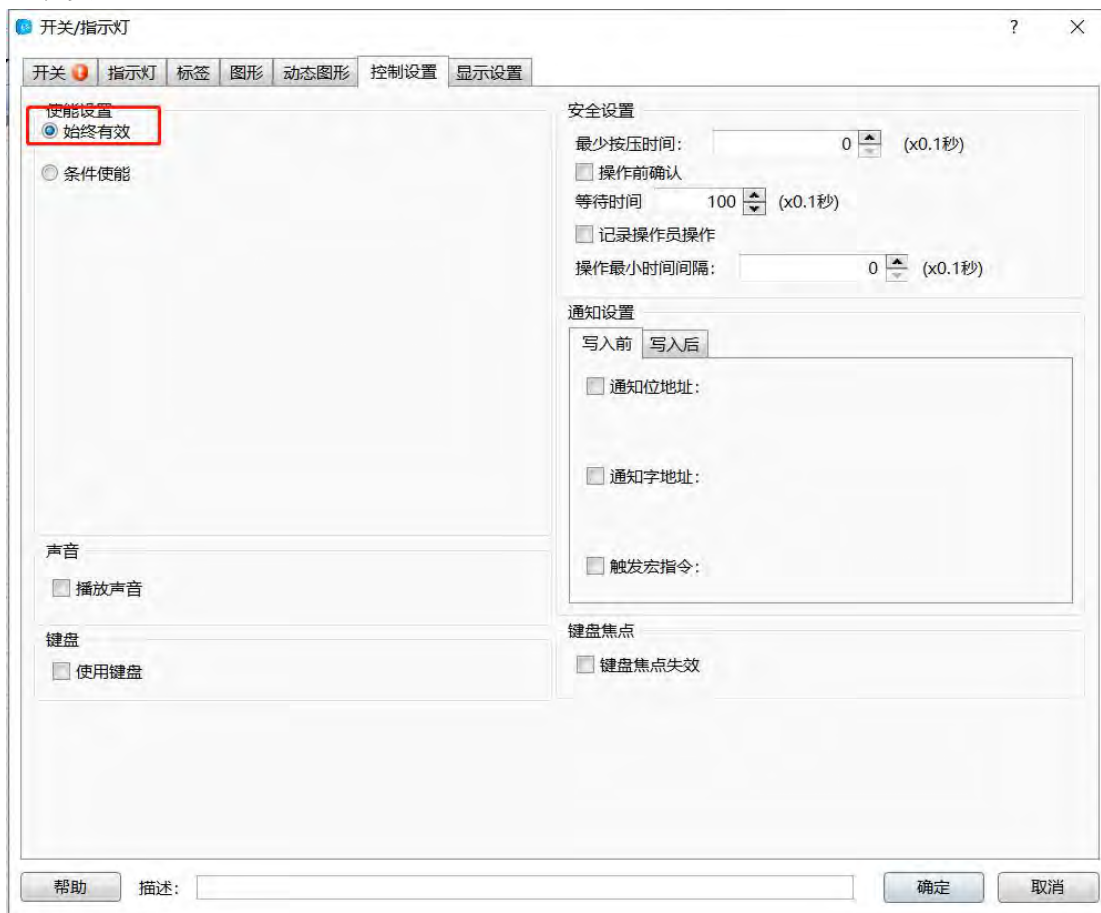 开关/指示灯
?
开关 指示灯 标签 图形 动态图形 控制设置 显示设置
使能设置
始终有效
条件使能
声音
播放声音
键盘
使用键盘
安全设置
最少按压时间: 0 (x0.1秒)
操作前确认
等待时间 100 (x0.1秒)
记录操作员操作
操作最小时间间隔: 0 (x0.1秒)
通知设置
写入前 写入后
通知位地址:
通知字地址:
触发宏指令:
键盘焦点
键盘焦点失效
帮助 描述: 确定 取消